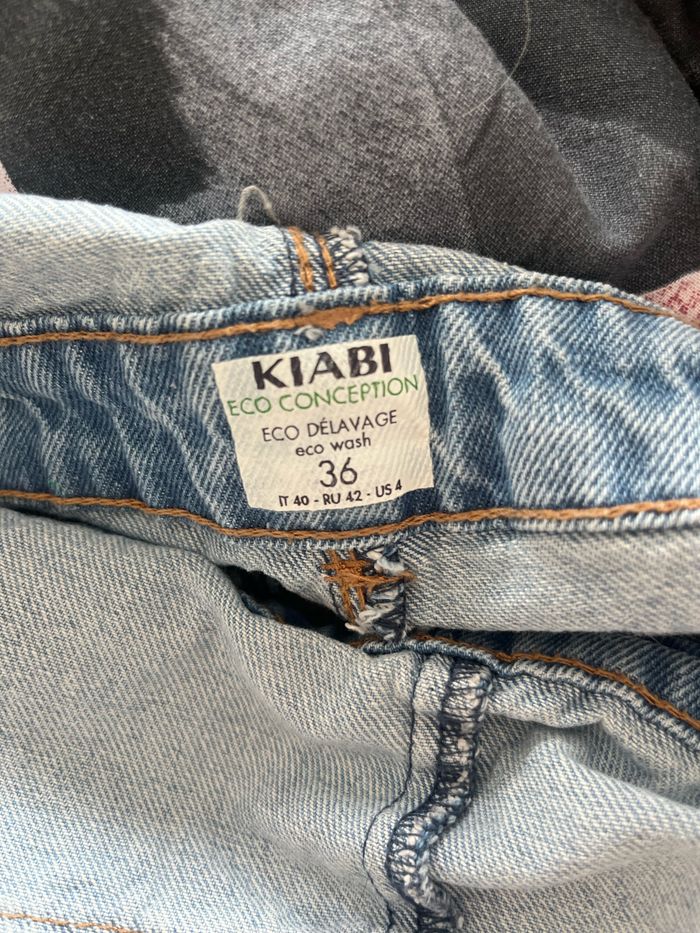 KIABI
ECO CONCEPTION
ECO DÉLAVAGE
eco wash
36
IT 40 - RU 42 - US 4